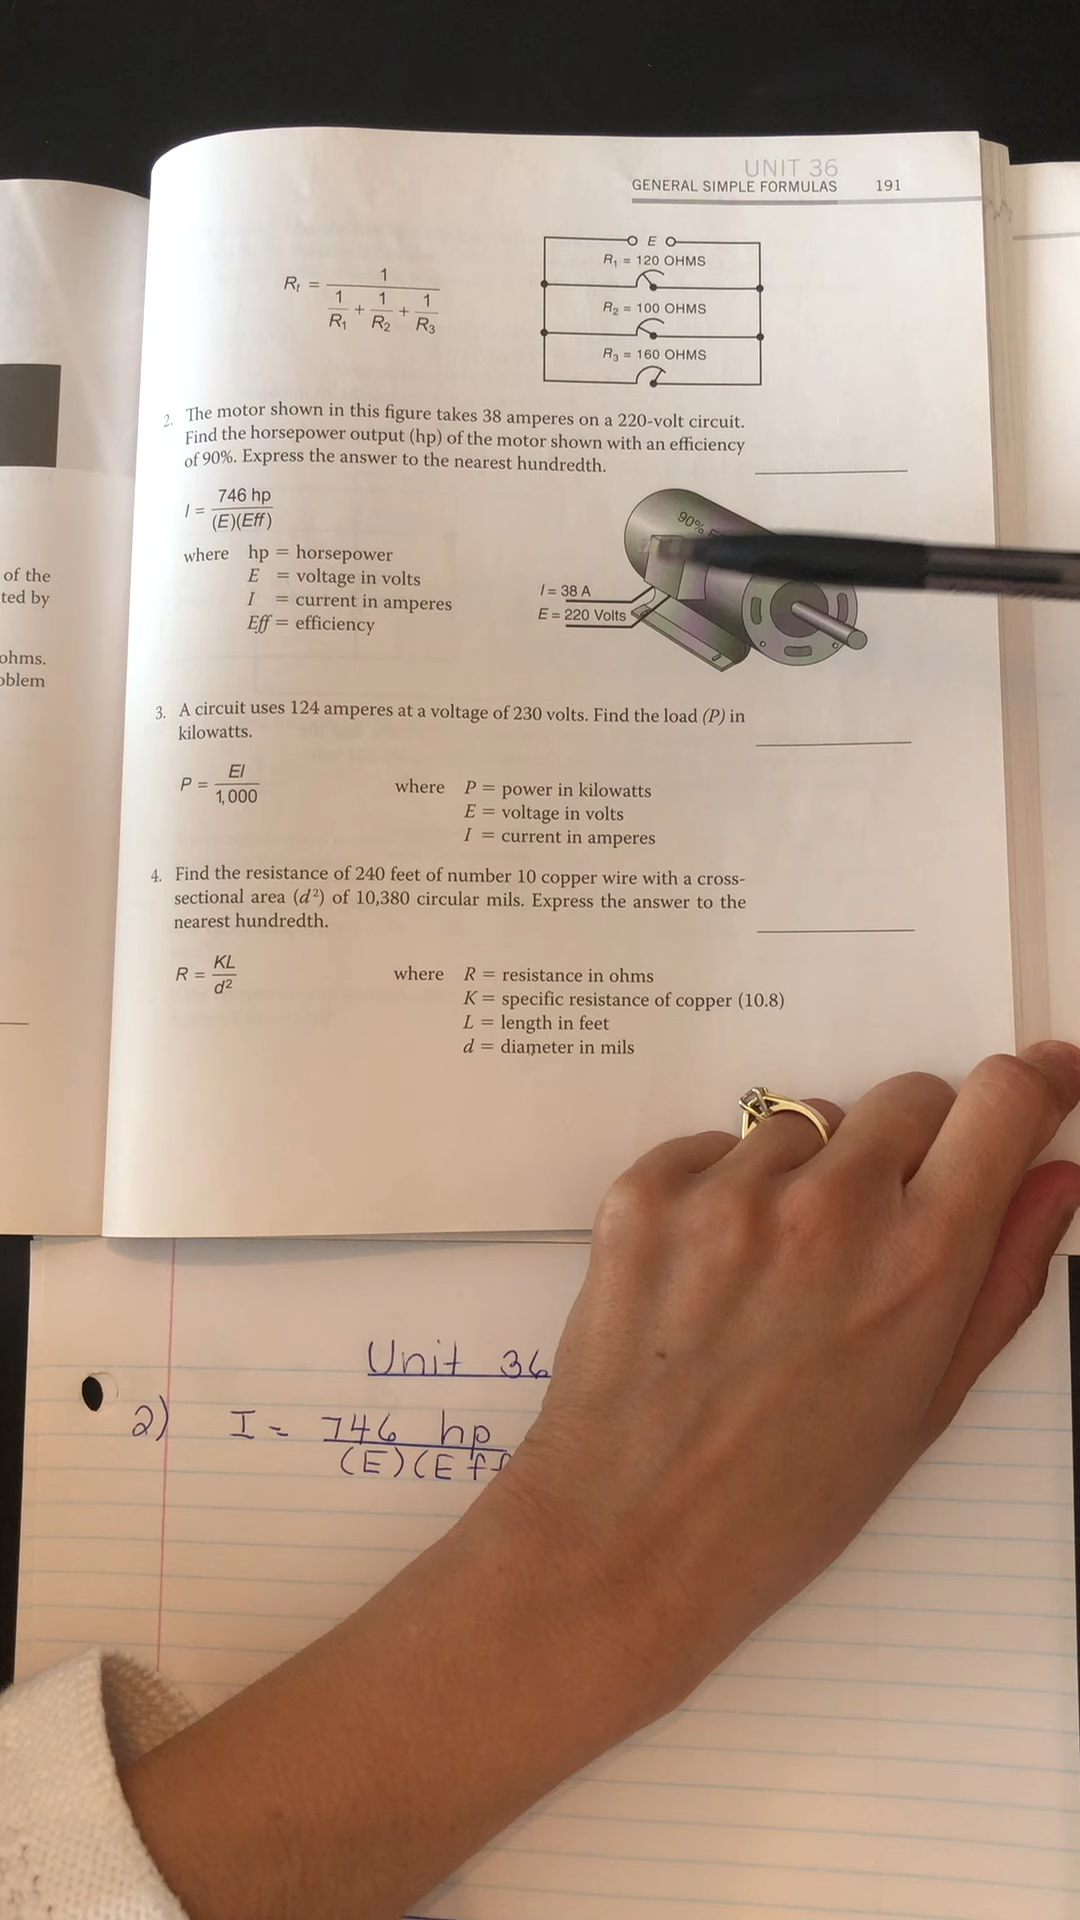 UNIT 36
GENERAL SIMPLE FORMULAS 191
E
R₁ = 120 OHMS
R₂ = 100 OHMS
R₃ = 160 OHMS
Rₜ = 1 / (1/R₁ + 1/R₂ + 1/R₃)
2. The motor shown in this figure takes 38 amperes on a 220-volt circuit.
Find the horsepower output (hp) of the motor shown with an efficiency
of 90%. Express the answer to the nearest hundredth.
I = 746 hp / (E)(Eff)
where hp = horsepower
E = voltage in volts
I = current in amperes
Eff = efficiency
90%
I = 38 A
E = 220 Volts
of the
ted by
ohms.
oblem
3. A circuit uses 124 amperes at a voltage of 230 volts. Find the load (P) in
kilowatts.
P = EI / 1,000
where P = power in kilowatts
E = voltage in volts
I = current in amperes
4. Find the resistance of 240 feet of number 10 copper wire with a cross-
sectional area (d²) of 10,380 circular mils. Express the answer to the
nearest hundredth.
R = KL / d²
where R = resistance in ohms
K = specific resistance of copper (10.8)
L = length in feet
d = diameter in mils
Unit 36
2) I = 746 hp
(E)(Eff